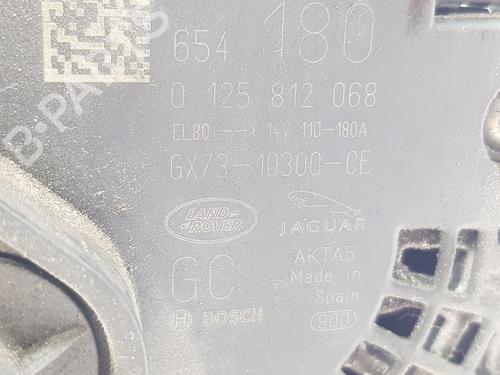 654 180
0 125 812 068
EL8Q --> 14V 110-180A
GX73-10300-CE
LAND ROVER
JAGUAR
GC
AKTA5
Made in
Spain
BOSCH
900
B-PARTS